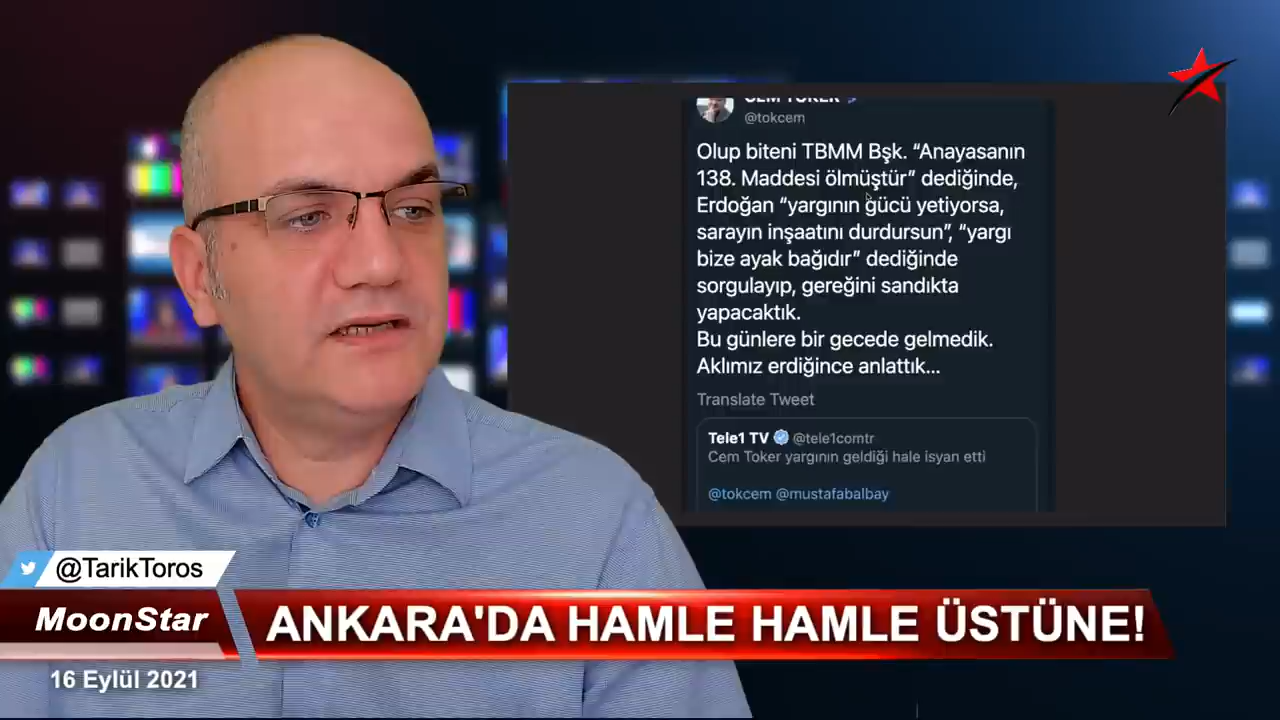 CEM TOKER
@tokcem
Olup biteni TBMM Bşk. “Anayasanın
138. Maddesi ölmüştür” dediğinde,
Erdoğan “yargının gücü yetiyorsa,
sarayın inşaatını durdursun”, “yargı
bize ayak bağıdır” dediğinde
sorgulayıp, gereğini sandıkta
yapacaktık.
Bu günlere bir gecede gelmedik.
Aklımız erdiğince anlattık...
Translate Tweet
Tele1 TV @tele1comtr
Cem Toker yargının geldiği hale isyan etti
@tokcem @mustafabalbay
@TarikToros
MoonStar
ANKARA'DA HAMLE HAMLE ÜSTÜNE!
16 Eylül 2021